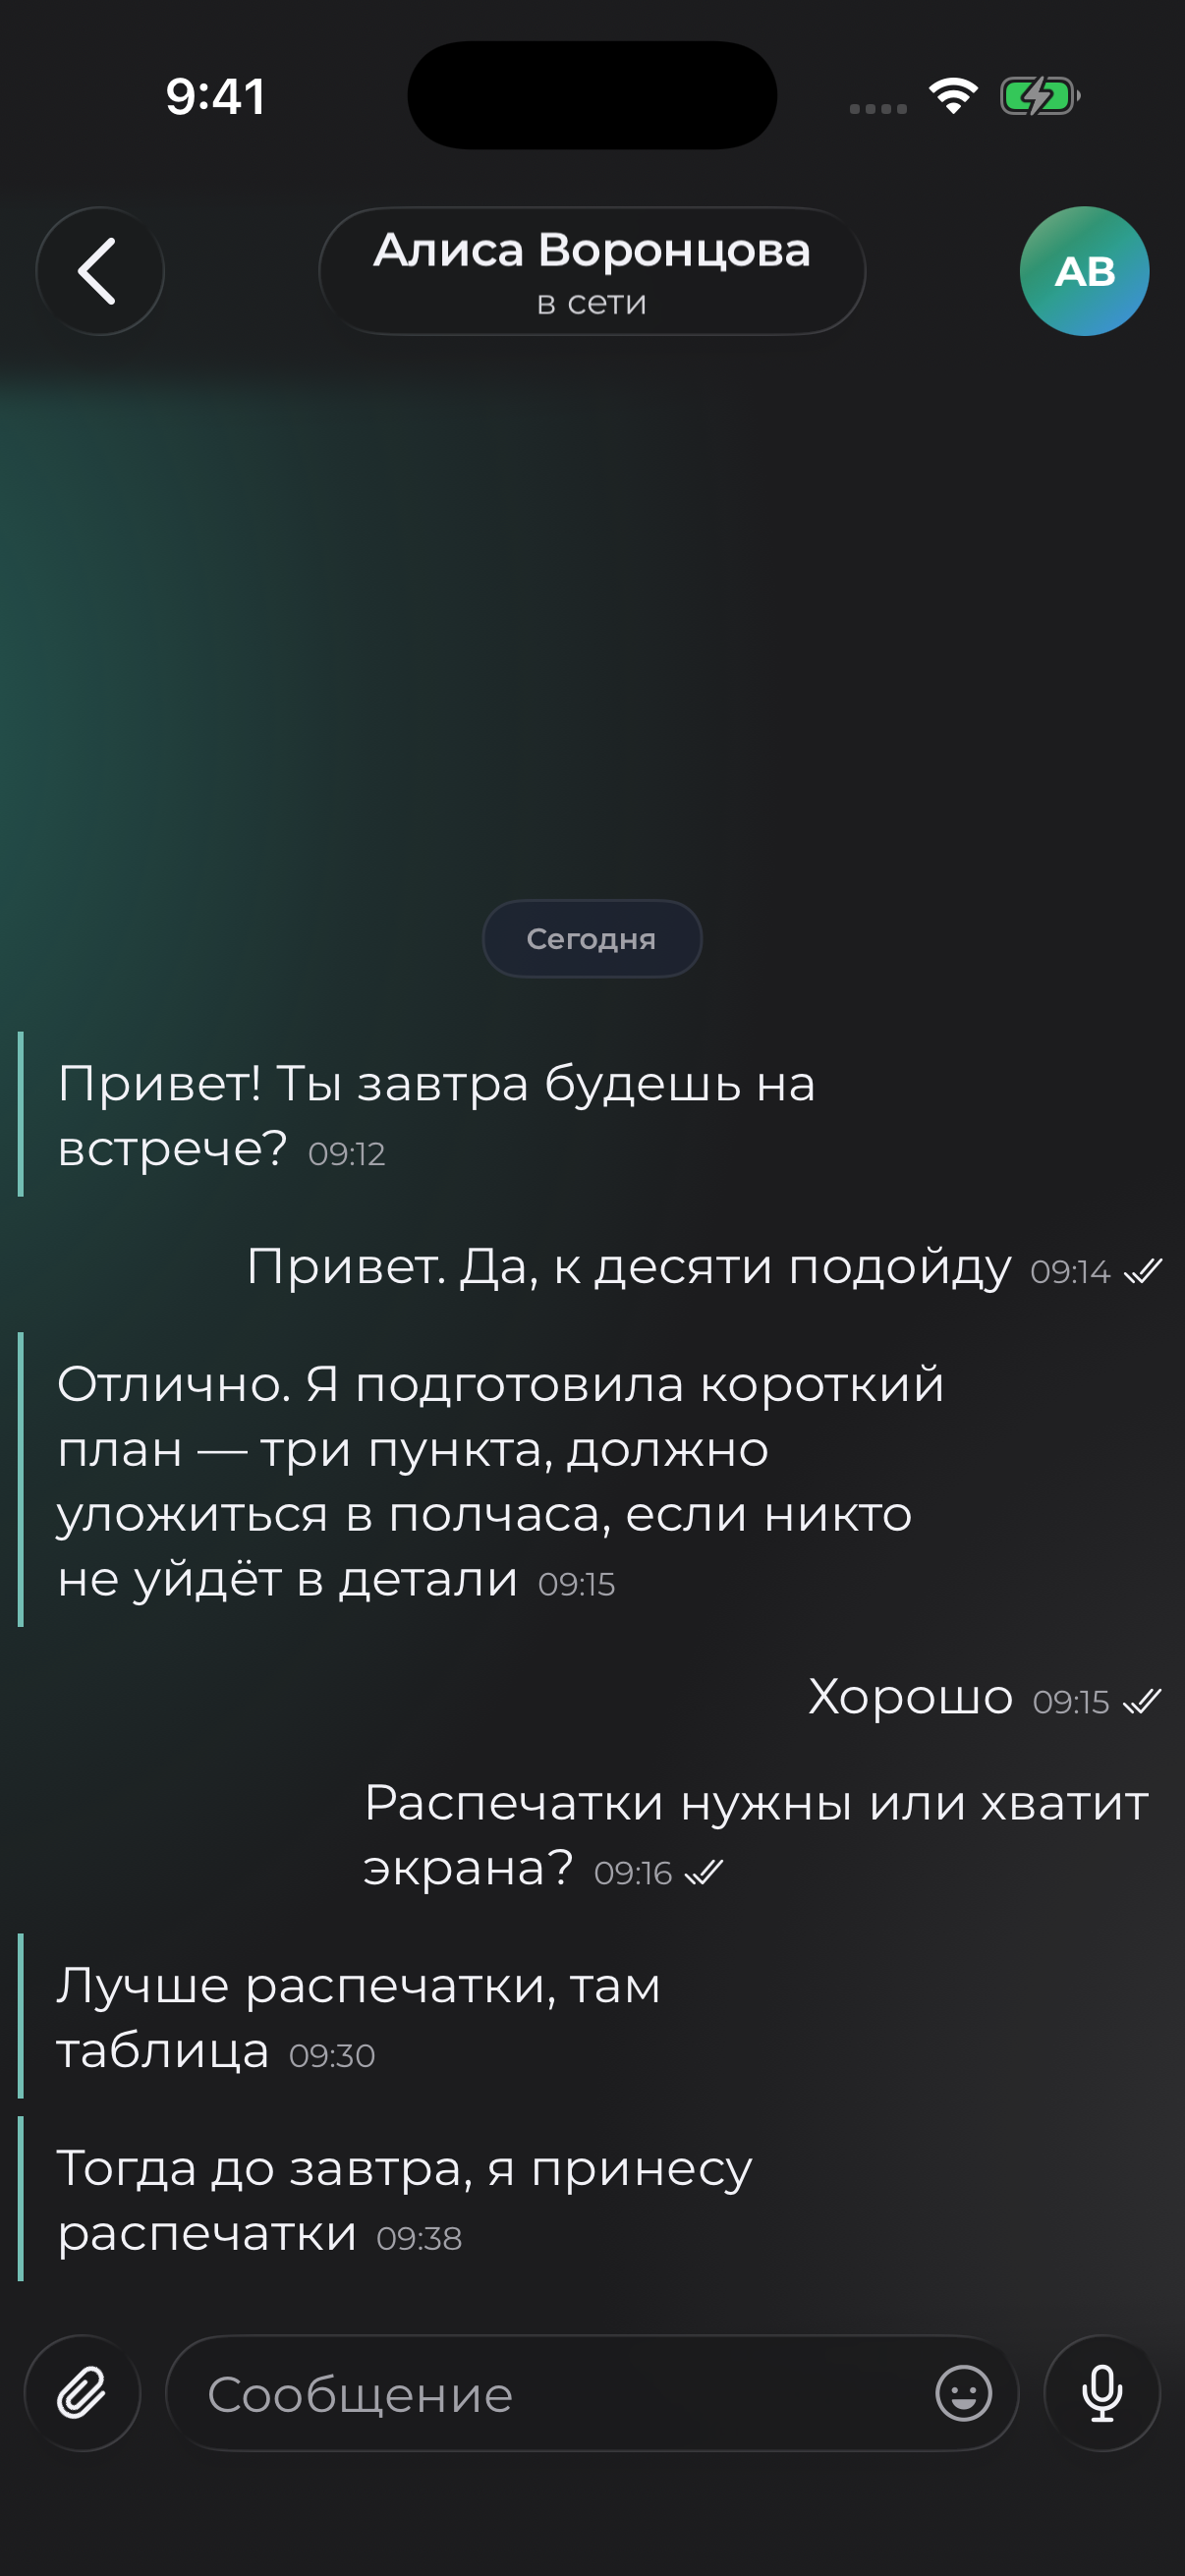 9:41
Алиса Воронцова
в сети
АВ
Сегодня
Привет! Ты завтра будешь на
встрече? 09:12
Привет. Да, к десяти подойду 09:14
Отлично. Я подготовила короткий
план — три пункта, должно
уложиться в полчаса, если никто
не уйдёт в детали 09:15
Хорошо 09:15
Распечатки нужны или хватит
экрана? 09:16
Лучше распечатки, там
таблица 09:30
Тогда до завтра, я принесу
распечатки 09:38
Сообщение